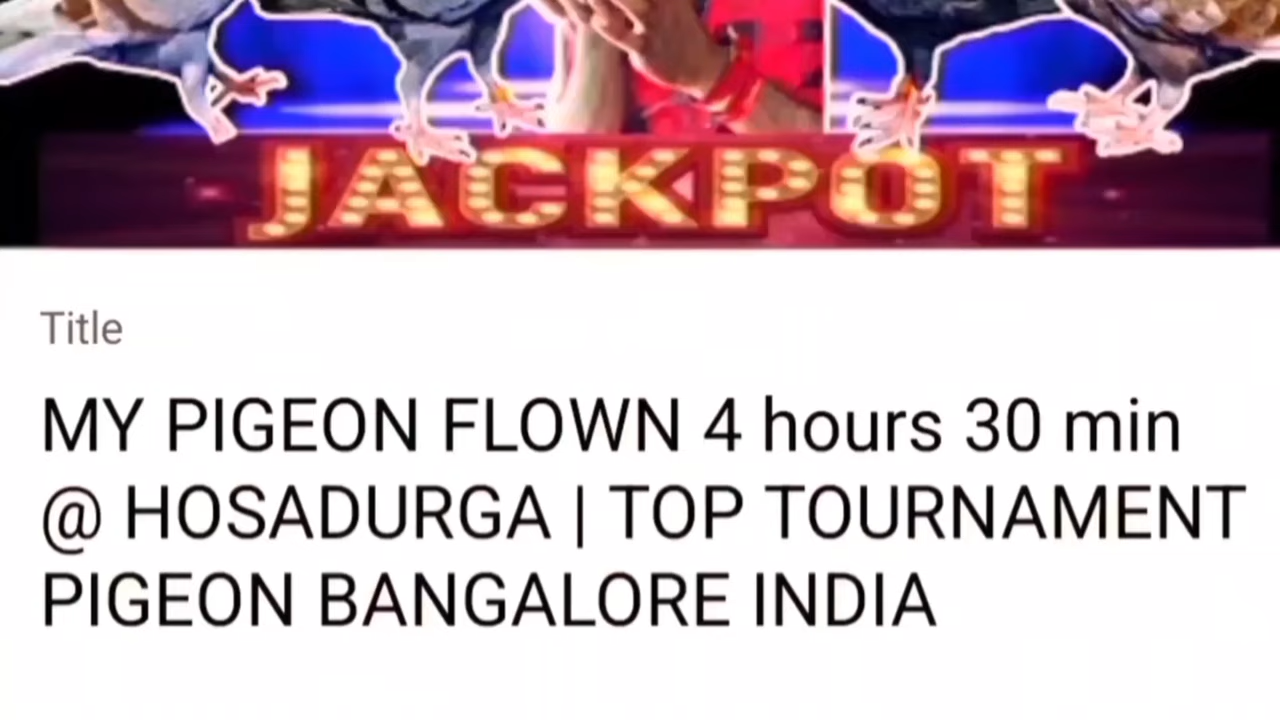 JACKPOT
Title
MY PIGEON FLOWN 4 hours 30 min
@ HOSADURGA | TOP TOURNAMENT
PIGEON BANGALORE INDIA